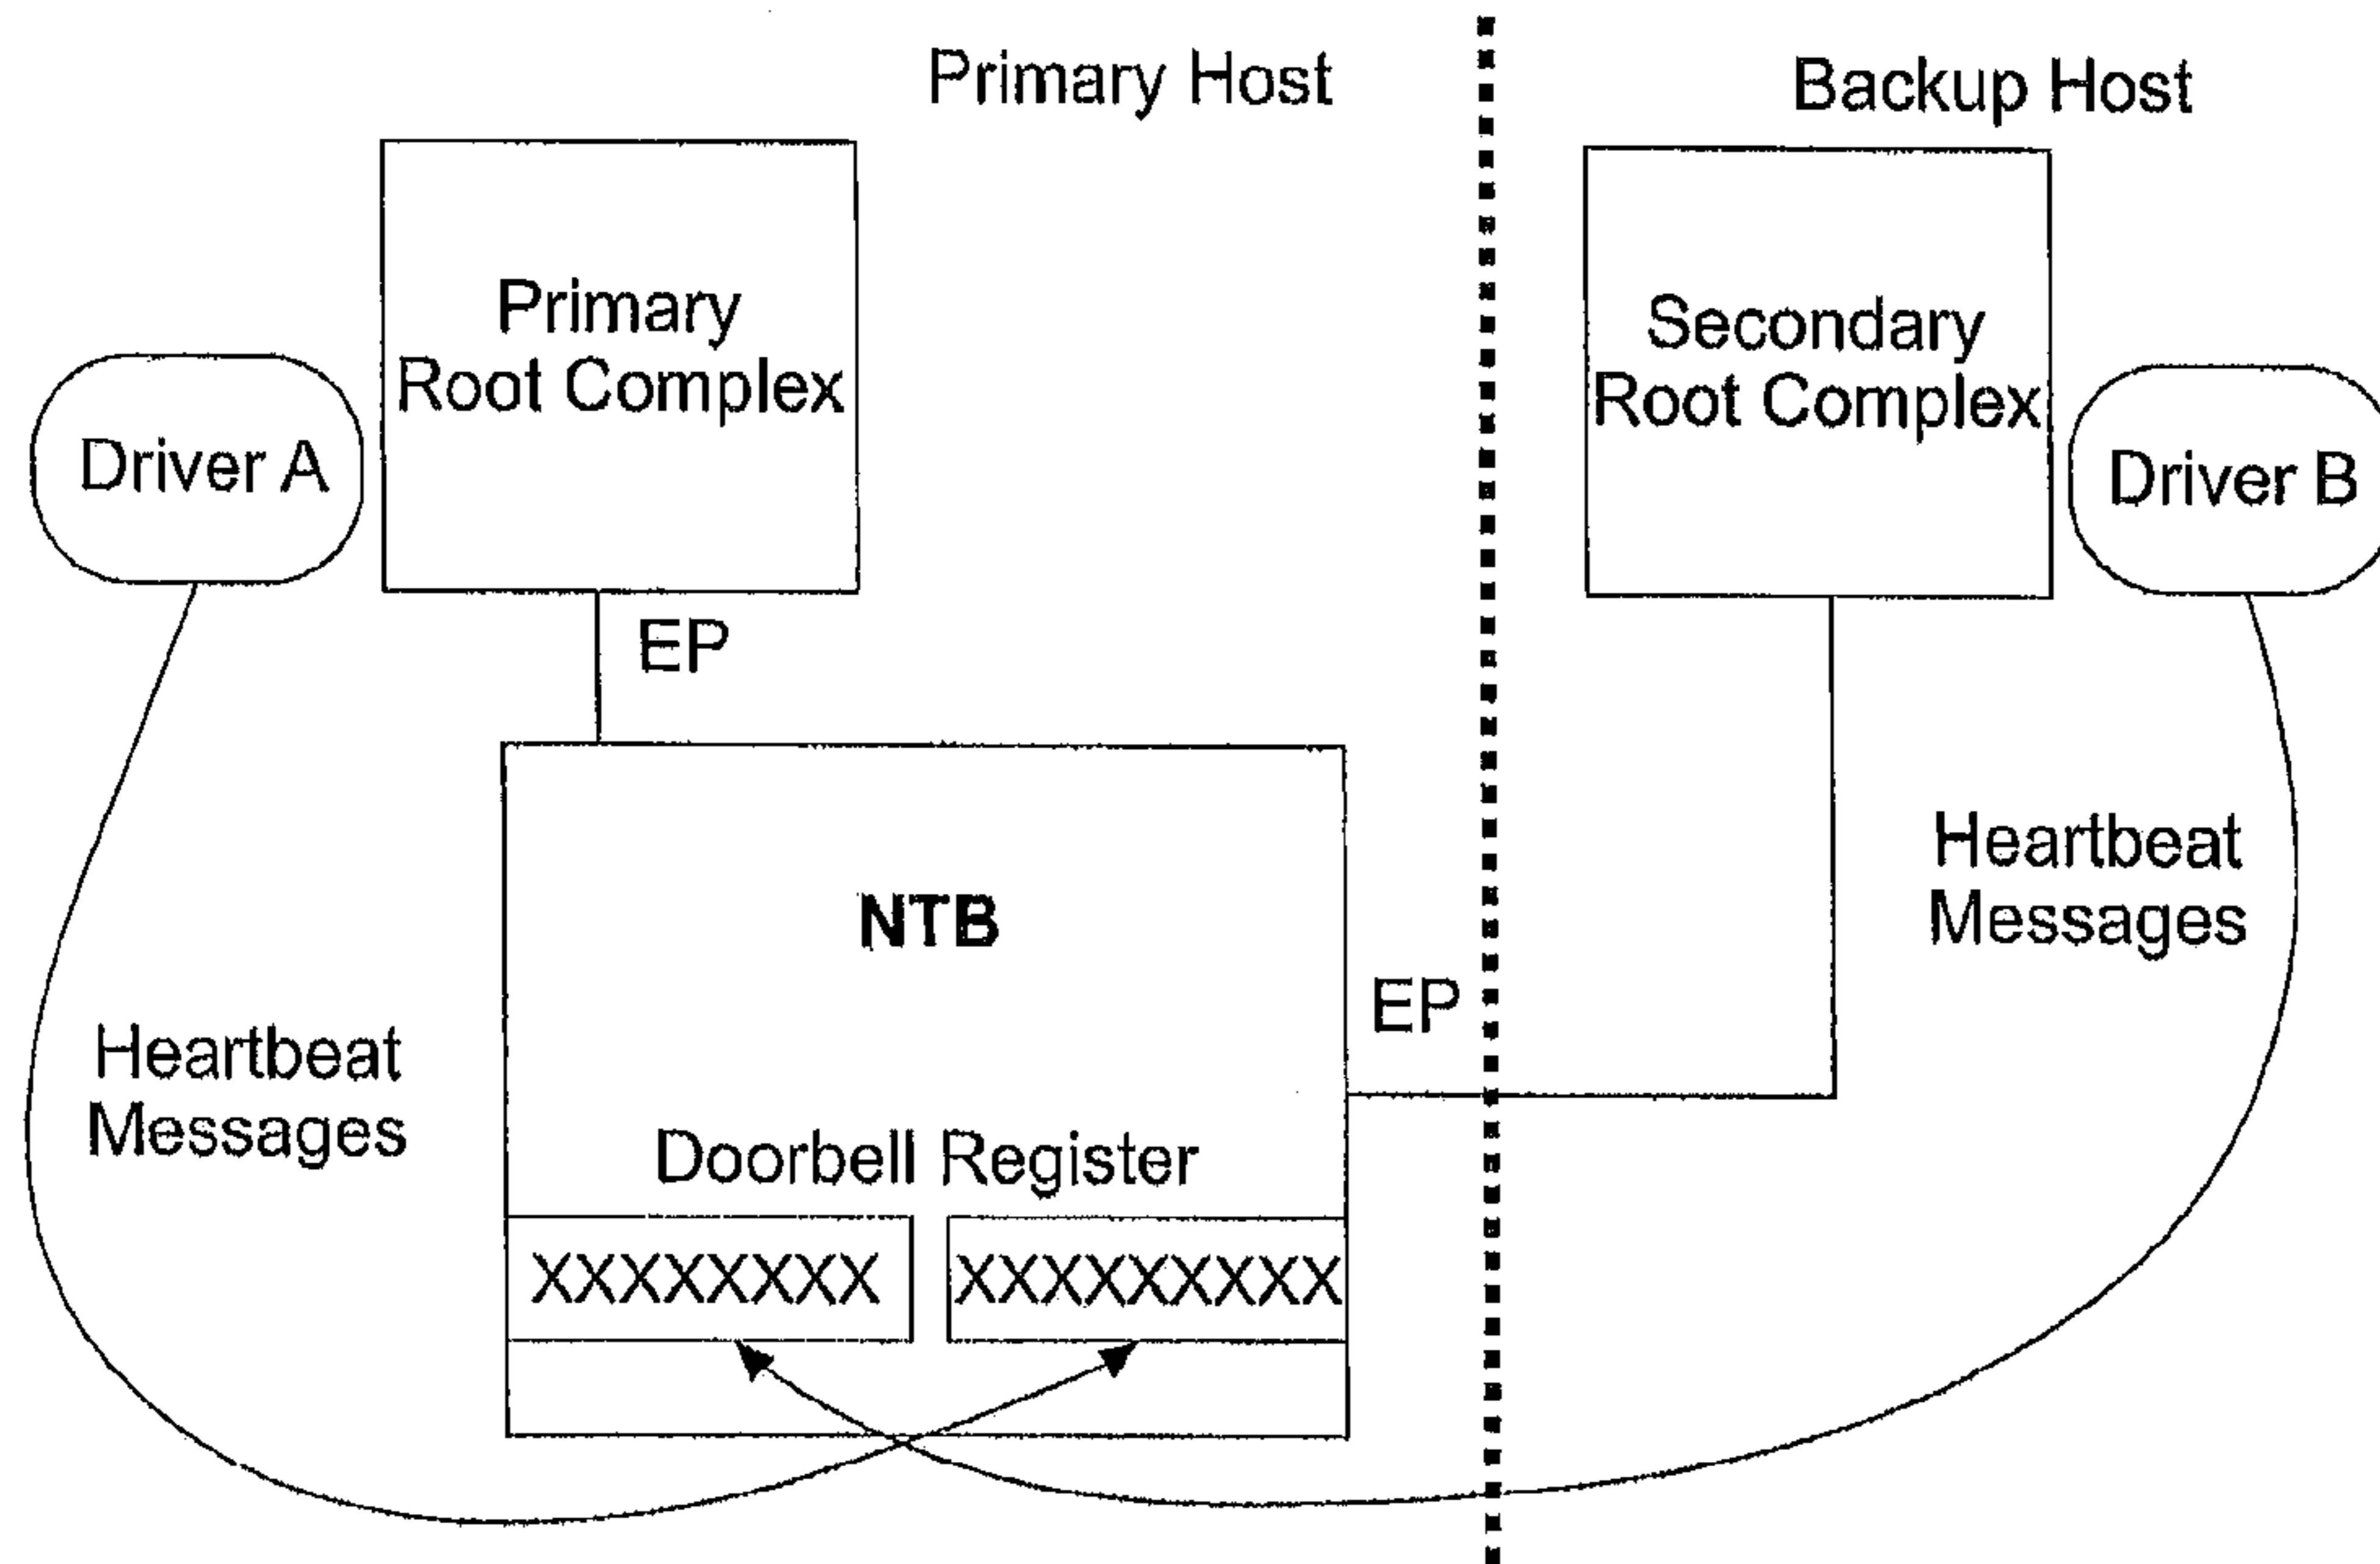 Primary Host
Backup Host
Primary
Root Complex
Secondary
Root Complex
Driver A
Driver B
EP
NTB
Heartbeat
Messages
EP
Heartbeat
Messages
Doorbell Register
XXXXXXXX
XXXXXXXXX